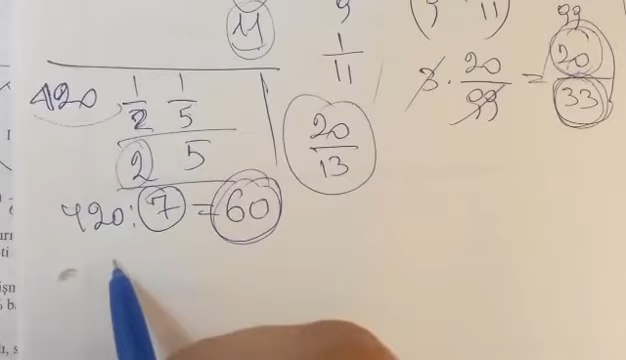 11
9
1/11
99
3 · 20/99 = 20/33
420 1/2 1/5
2 5
20/13
420 : 7 = 60